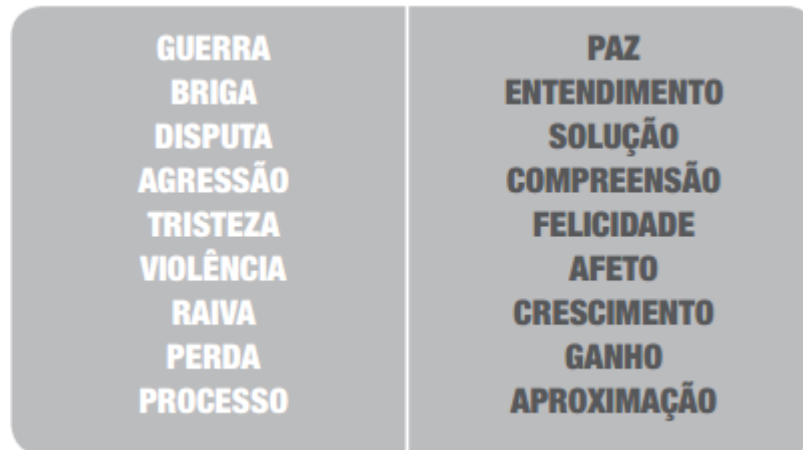 GUERRA
BRIGA
DISPUTA
AGRESSÃO
TRISTEZA
VIOLÊNCIA
RAIVA
PERDA
PROCESSO
PAZ
ENTENDIMENTO
SOLUÇÃO
COMPREENSÃO
FELICIDADE
AFETO
CRESCIMENTO
GANHO
APROXIMAÇÃO